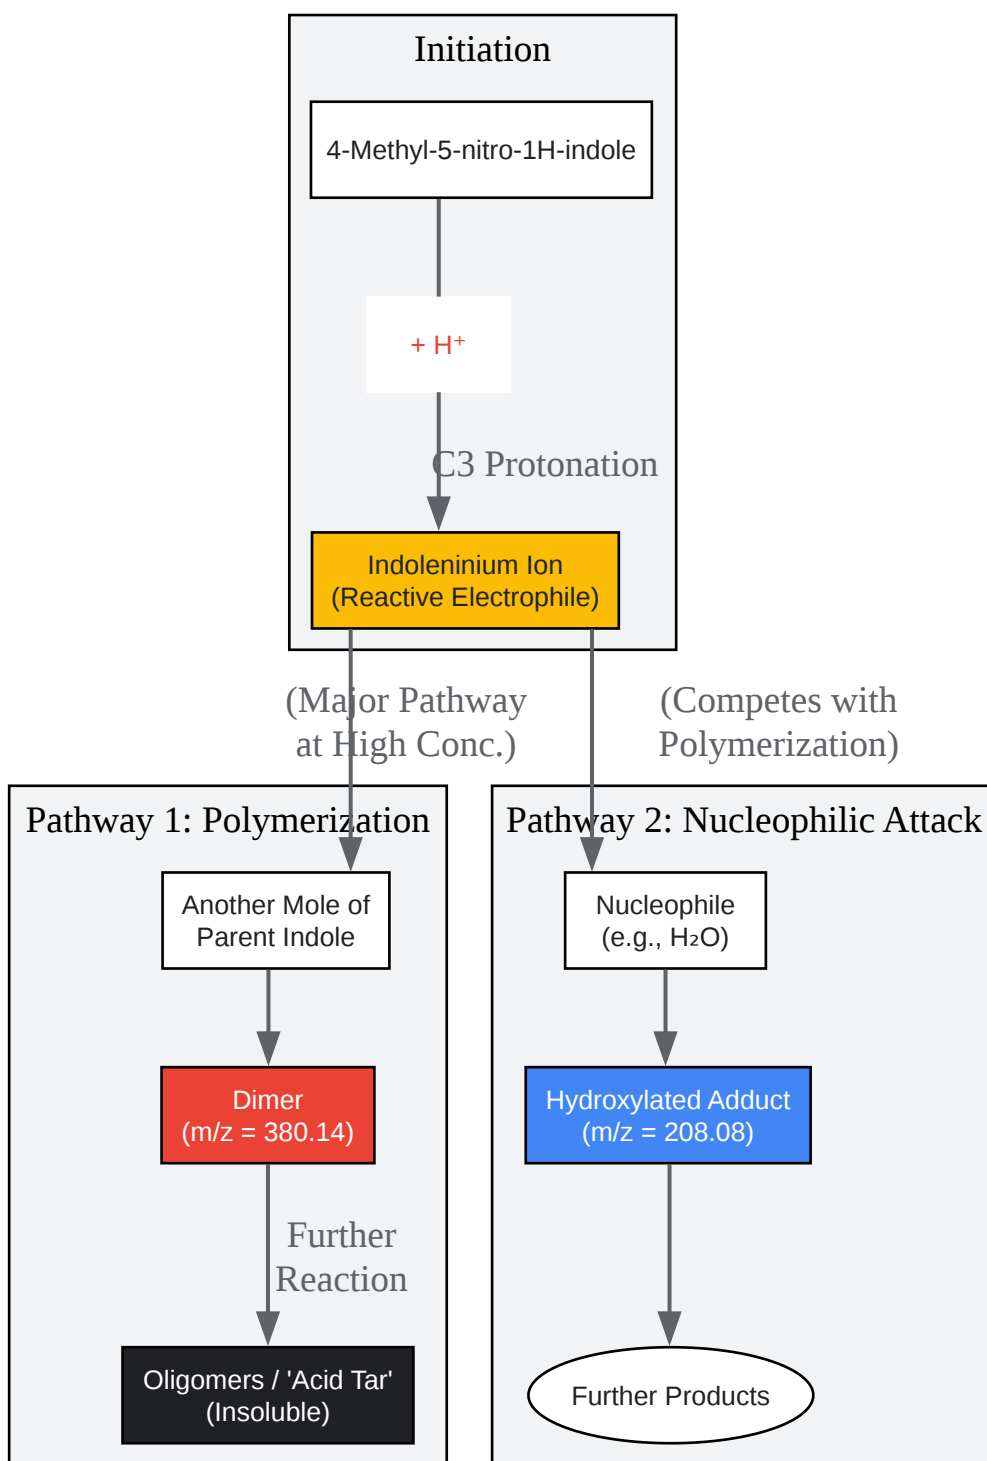 Initiation
4-Methyl-5-nitro-1H-indole
+ H⁺
C3 Protonation
Indoleninium Ion
(Reactive Electrophile)
(Major Pathway
at High Conc.)
(Competes with
Polymerization)
Pathway 1: Polymerization
Another Mole of
Parent Indole
Dimer
(m/z = 380.14)
Further
Reaction
Oligomers / 'Acid Tar'
(Insoluble)
Pathway 2: Nucleophilic Attack
Nucleophile
(e.g., H₂O)
Hydroxylated Adduct
(m/z = 208.08)
Further Products